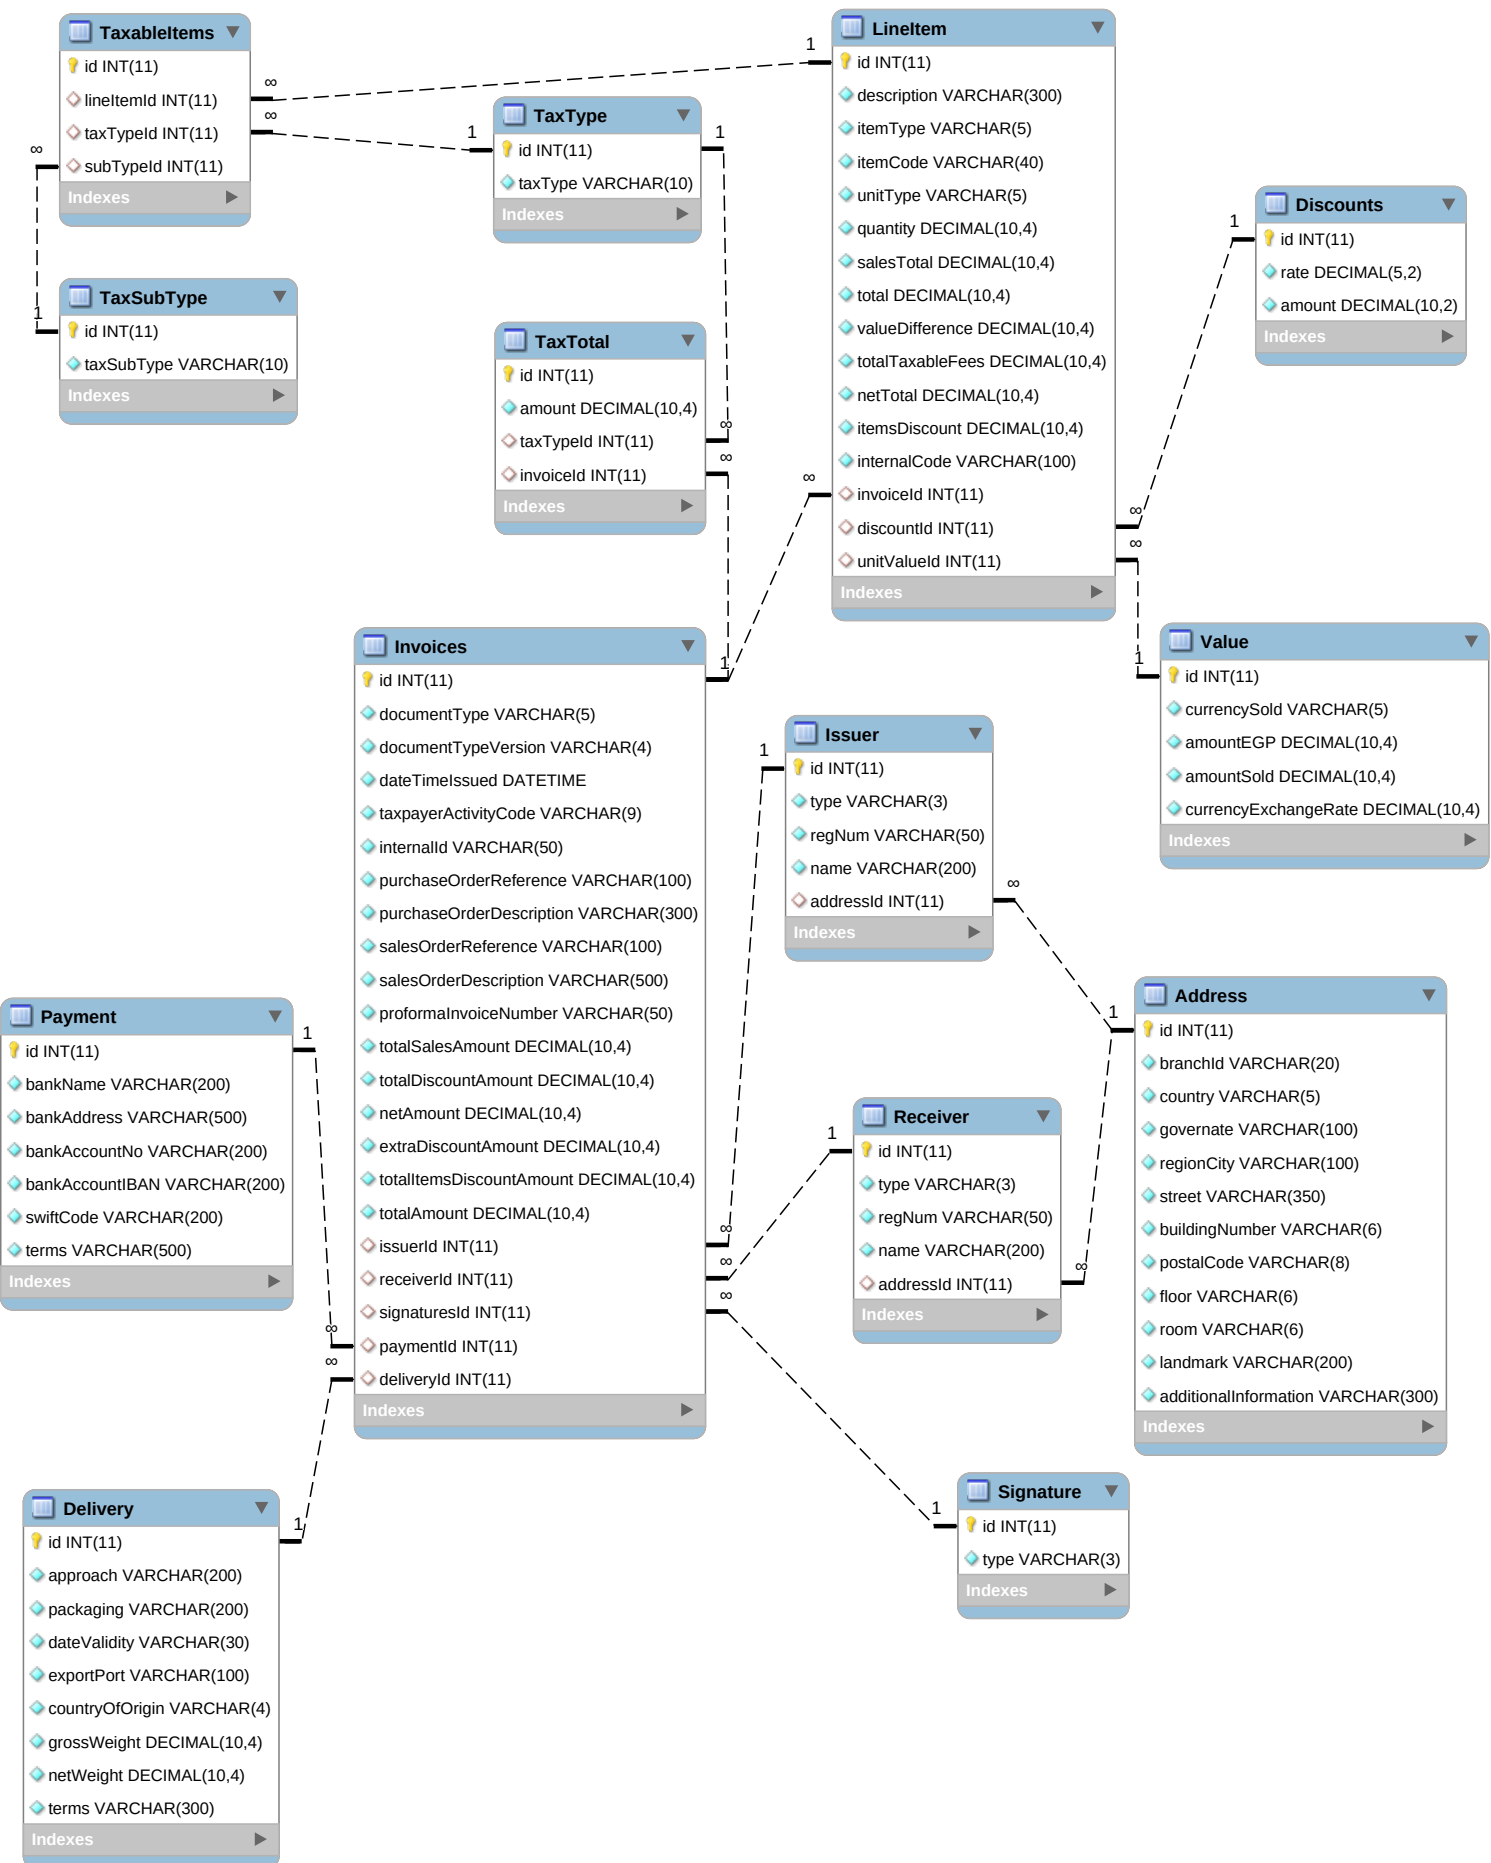 TaxableItems
id INT(11)
lineItemId INT(11)
taxTypeId INT(11)
subTypeId INT(11)
Indexes
∞
∞
∞
1
TaxSubType
id INT(11)
taxSubType VARCHAR(10)
Indexes
1
TaxType
id INT(11)
taxType VARCHAR(10)
Indexes
1
TaxTotal
id INT(11)
amount DECIMAL(10,4)
taxTypeId INT(11)
invoiceId INT(11)
Indexes
∞
∞
1
LineItem
id INT(11)
description VARCHAR(300)
itemType VARCHAR(5)
itemCode VARCHAR(40)
unitType VARCHAR(5)
quantity DECIMAL(10,4)
salesTotal DECIMAL(10,4)
total DECIMAL(10,4)
valueDifference DECIMAL(10,4)
totalTaxableFees DECIMAL(10,4)
netTotal DECIMAL(10,4)
itemsDiscount DECIMAL(10,4)
internalCode VARCHAR(100)
invoiceId INT(11)
discountId INT(11)
unitValueId INT(11)
Indexes
∞
∞
∞
1
Discounts
id INT(11)
rate DECIMAL(5,2)
amount DECIMAL(10,2)
Indexes
1
Value
id INT(11)
currencySold VARCHAR(5)
amountEGP DECIMAL(10,4)
amountSold DECIMAL(10,4)
currencyExchangeRate DECIMAL(10,4)
Indexes
1
Invoices
id INT(11)
documentType VARCHAR(5)
documentTypeVersion VARCHAR(4)
dateTimeIssued DATETIME
taxpayerActivityCode VARCHAR(9)
internalId VARCHAR(50)
purchaseOrderReference VARCHAR(100)
purchaseOrderDescription VARCHAR(300)
salesOrderReference VARCHAR(100)
salesOrderDescription VARCHAR(500)
proformaInvoiceNumber VARCHAR(50)
totalSalesAmount DECIMAL(10,4)
totalDiscountAmount DECIMAL(10,4)
netAmount DECIMAL(10,4)
extraDiscountAmount DECIMAL(10,4)
totalItemsDiscountAmount DECIMAL(10,4)
totalAmount DECIMAL(10,4)
issuerId INT(11)
receiverId INT(11)
signaturesId INT(11)
paymentId INT(11)
deliveryId INT(11)
Indexes
∞
∞
∞
∞
∞
1
Issuer
id INT(11)
type VARCHAR(3)
regNum VARCHAR(50)
name VARCHAR(200)
addressId INT(11)
Indexes
∞
1
Address
id INT(11)
branchId VARCHAR(20)
country VARCHAR(5)
governate VARCHAR(100)
regionCity VARCHAR(100)
street VARCHAR(350)
buildingNumber VARCHAR(6)
postalCode VARCHAR(8)
floor VARCHAR(6)
room VARCHAR(6)
landmark VARCHAR(200)
additionalInformation VARCHAR(300)
Indexes
1
Receiver
id INT(11)
type VARCHAR(3)
regNum VARCHAR(50)
name VARCHAR(200)
addressId INT(11)
Indexes
∞
1
Payment
id INT(11)
bankName VARCHAR(200)
bankAddress VARCHAR(500)
bankAccountNo VARCHAR(200)
bankAccountIBAN VARCHAR(200)
swiftCode VARCHAR(200)
terms VARCHAR(500)
Indexes
1
Signature
id INT(11)
type VARCHAR(3)
Indexes
1
Delivery
id INT(11)
approach VARCHAR(200)
packaging VARCHAR(200)
dateValidity VARCHAR(30)
exportPort VARCHAR(100)
countryOfOrigin VARCHAR(4)
grossWeight DECIMAL(10,4)
netWeight DECIMAL(10,4)
terms VARCHAR(300)
Indexes